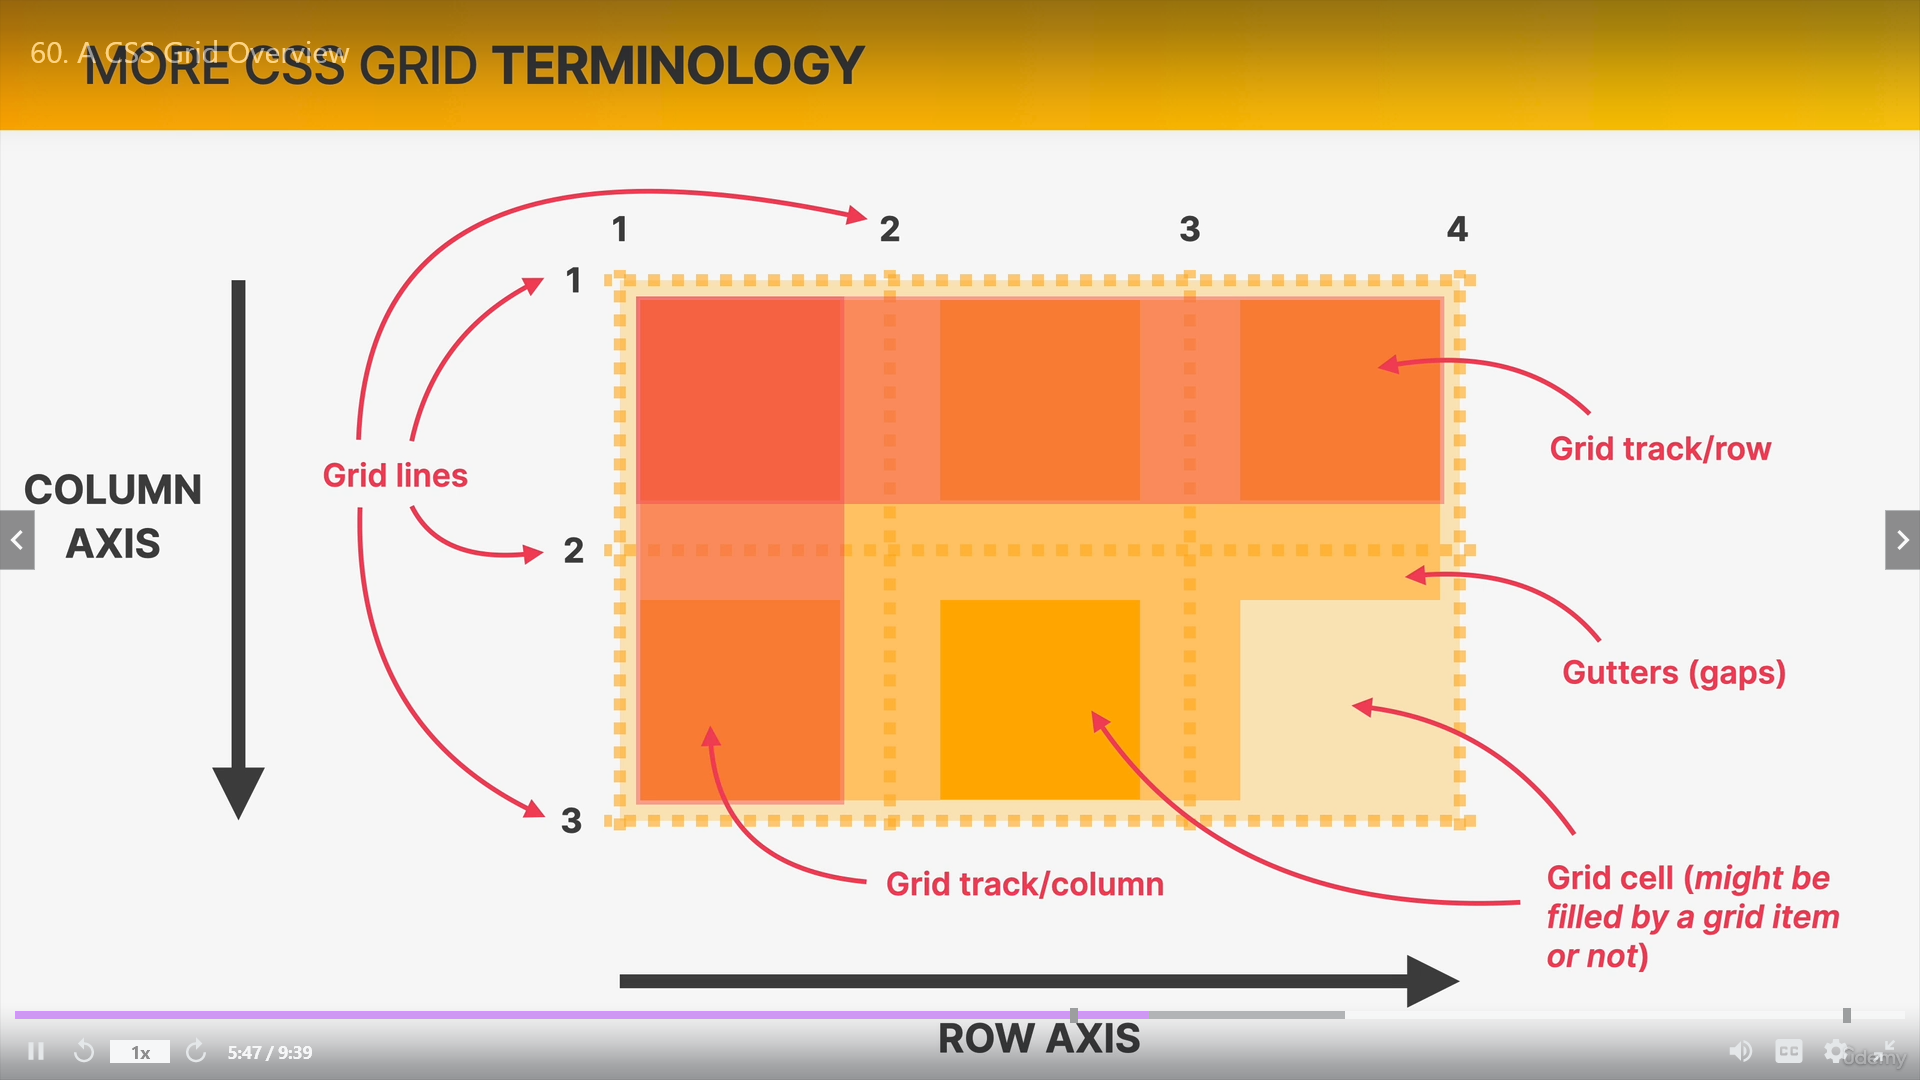 60. A CSS Grid Overview
MORE CSS GRID TERMINOLOGY
1 2 3 4
1
Grid lines
COLUMN
AXIS
2
3
Grid track/row
Gutters (gaps)
Grid track/column
Grid cell (might be
filled by a grid item
or not)
ROW AXIS
1x
5:47 / 9:39
CC
ûdemy